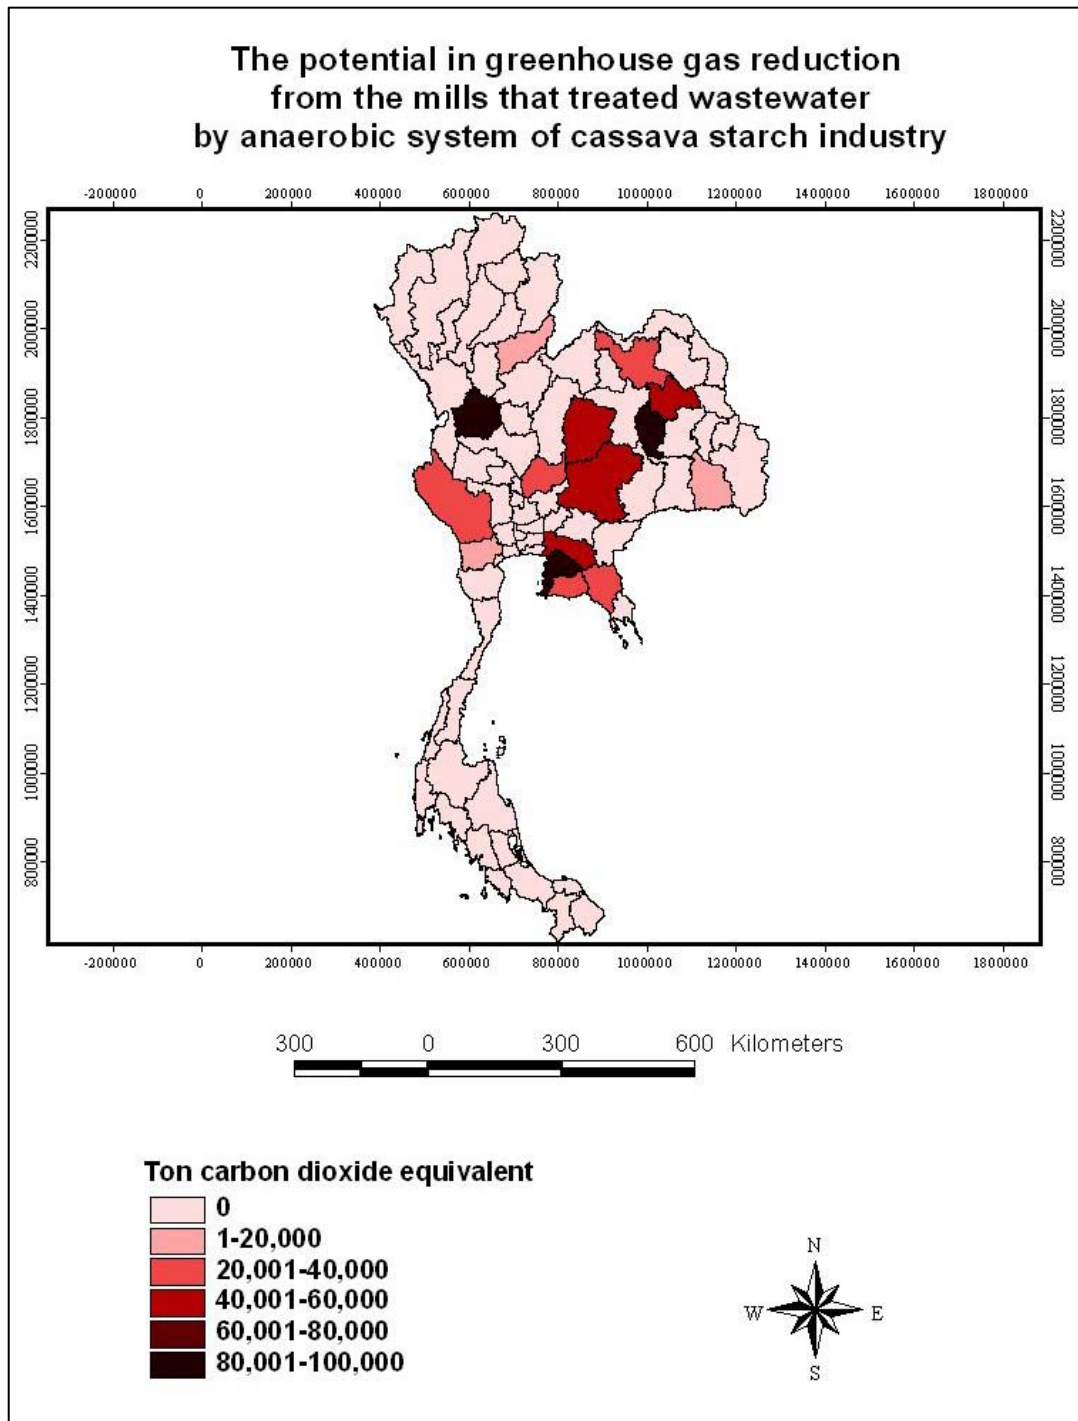 The potential in greenhouse gas reduction
from the mills that treated wastewater
by anaerobic system of cassava starch industry
-200000 0 200000 400000 600000 800000 1000000 1200000 1400000 1600000 1800000
2200000 2200000
2000000 2000000
1800000 1800000
1600000 1600000
1400000 1400000
1200000 1200000
1000000 1000000
800000 800000
-200000 0 200000 400000 600000 800000 1000000 1200000 1400000 1600000 1800000
300 0 300 600 Kilometers
Ton carbon dioxide equivalent
0
1-20,000
20,001-40,000
40,001-60,000
60,001-80,000
80,001-100,000
N
W E
S